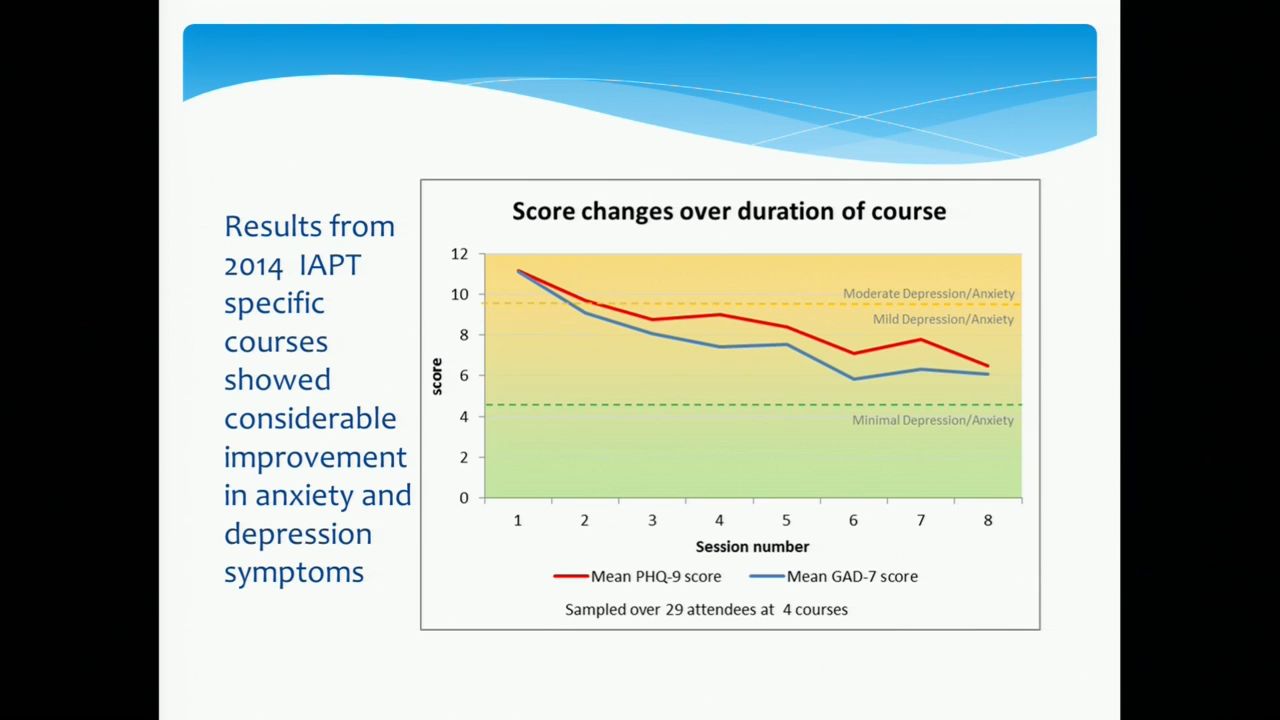 Results from
2014 IAPT
specific
courses
showed
considerable
improvement
in anxiety and
depression
symptoms
Score changes over duration of course
12
10
8
6
4
2
0
score
Moderate Depression/Anxiety
Mild Depression/Anxiety
Minimal Depression/Anxiety
1 2 3 4 5 6 7 8
Session number
Mean PHQ-9 score Mean GAD-7 score
Sampled over 29 attendees at 4 courses